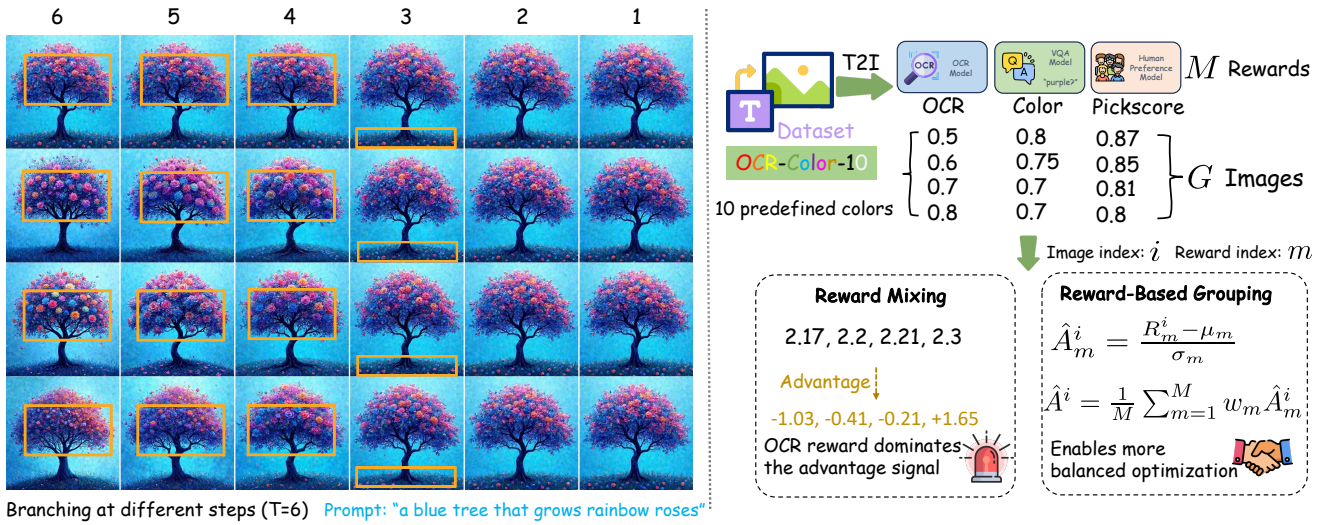 6 5 4 3 2 1
Branching at different steps (T=6) Prompt: “a blue tree that grows rainbow roses”
T2I
T
Dataset
OCR-Color-10
10 predefined colors
OCR
OCR
Model
Q
A
VQA
Model
“purple?”
Human
Preference
Model
M Rewards
OCR Color Pickscore
0.5 0.8 0.87
0.6 0.75 0.85
0.7 0.7 0.81
0.8 0.7 0.8
G Images
Image index: i Reward index: m
Reward Mixing
2.17, 2.2, 2.21, 2.3
Advantage
-1.03, -0.41, -0.21, +1.65
OCR reward dominates
the advantage signal
Reward-Based Grouping
Â^i_m = (R^i_m − μ_m) / σ_m
Â^i = 1/M ∑^M_{m=1} w_m Â^i_m
Enables more
balanced optimization